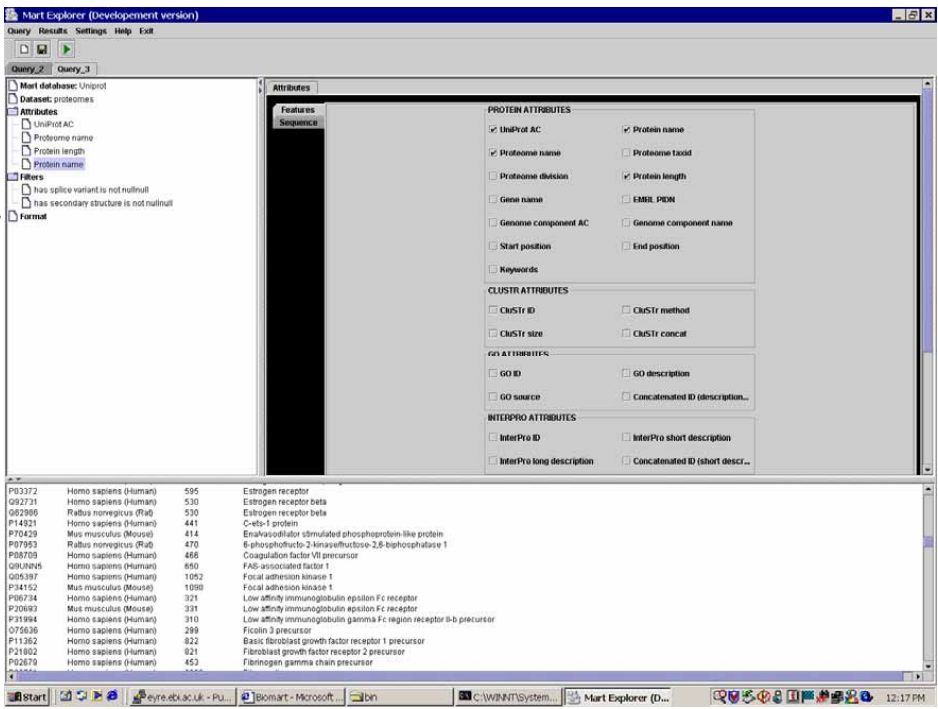 Mart Explorer (Developement version)
Query Results Settings Help Exit
Query_2 Query_3
Mart database: Uniprot
Dataset: proteomes
Attributes
UniProt AC
Proteome name
Protein length
Protein name
Filters
has splice variant is not nullnull
has secondary structure is not nullnull
Format
Attributes
Features
Sequence
PROTEIN ATTRIBUTES
UniProt AC Protein name
Proteome name Proteome taxid
Proteome division Protein length
Gene name EMBL PIDN
Genome component AC Genome component name
Start position End position
Keywords
CLUSTR ATTRIBUTES
CluSTr ID CluSTr method
CluSTr size CluSTr concat
GO ATTRIBUTES
GO ID GO description
GO source Concatenated ID (description...
INTERPRO ATTRIBUTES
InterPro ID InterPro short description
InterPro long description Concatenated ID (short descr...
P03372 Homo sapiens (Human) 595 Estrogen receptor
Q92731 Homo sapiens (Human) 530 Estrogen receptor beta
Q62986 Rattus norvegicus (Rat) 530 Estrogen receptor beta
P14921 Homo sapiens (Human) 441 C-ets-1 protein
P70429 Mus musculus (Mouse) 414 Ena/vasodilator stimulated phosphoprotein-like protein
P07953 Rattus norvegicus (Rat) 470 6-phosphofructo-2-kinase/fructose-2,6-biphosphatase 1
P08709 Homo sapiens (Human) 466 Coagulation factor VII precursor
Q9UNN5 Homo sapiens (Human) 650 FAS-associated factor 1
Q05397 Homo sapiens (Human) 1052 Focal adhesion kinase 1
P34152 Mus musculus (Mouse) 1090 Focal adhesion kinase 1
P06734 Homo sapiens (Human) 321 Low affinity immunoglobulin epsilon Fc receptor
P20693 Mus musculus (Mouse) 331 Low affinity immunoglobulin epsilon Fc receptor
P31994 Homo sapiens (Human) 310 Low affinity immunoglobulin gamma Fc region receptor II-b precursor
O75636 Homo sapiens (Human) 299 Ficolin 3 precursor
P11362 Homo sapiens (Human) 822 Basic fibroblast growth factor receptor 1 precursor
P21802 Homo sapiens (Human) 821 Fibroblast growth factor receptor 2 precursor
P02679 Homo sapiens (Human) 453 Fibrinogen gamma chain precursor
Start eyre.ebi.ac.uk - Pu... Biomart - Microsoft ... bin C:\WINNT\System... Mart Explorer (D... 12:17 PM